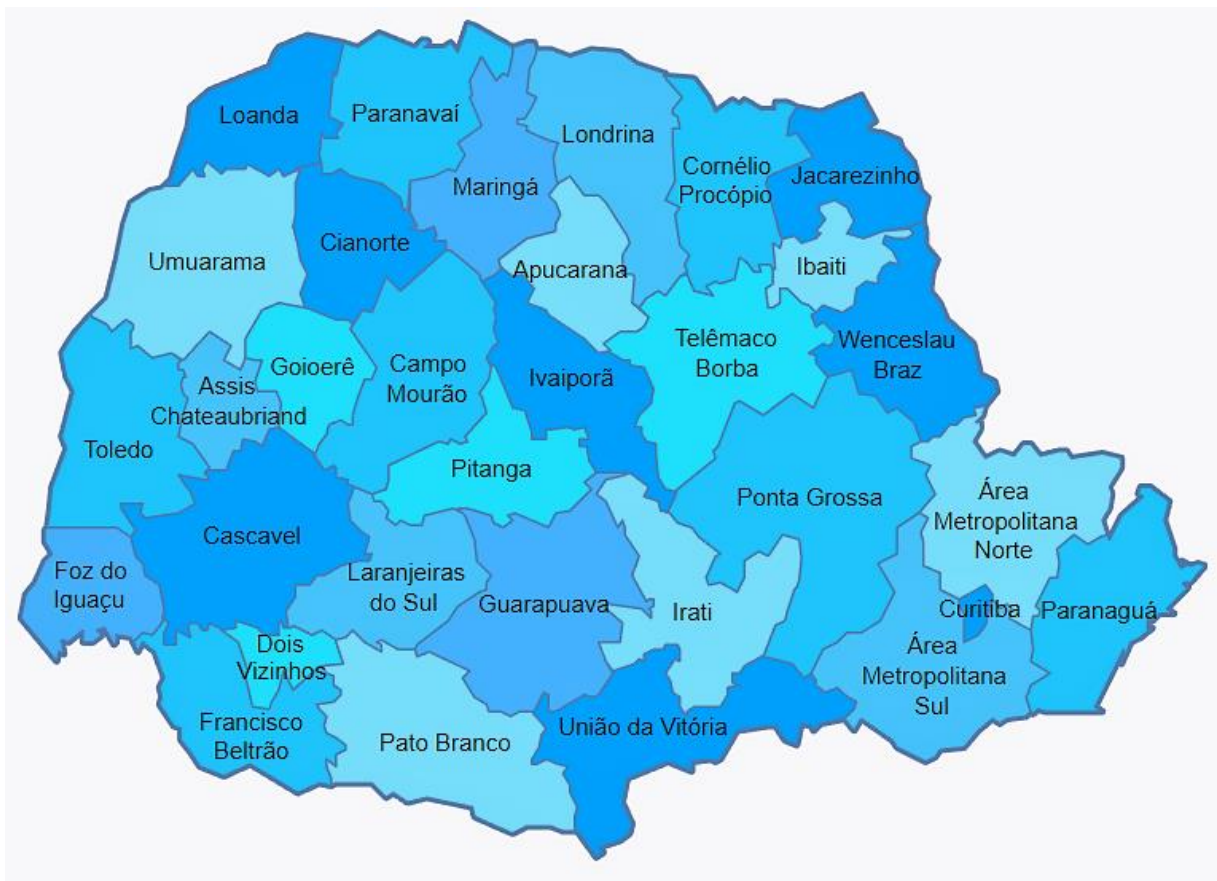 Loanda
Paranavaí
Londrina
Cornélio
Procópio
Jacarezinho
Maringá
Cianorte
Umuarama
Apucarana
Ibaiti
Telêmaco
Borba
Wenceslau
Braz
Goioerê
Campo
Mourão
Ivaiporã
Assis
Chateaubriand
Toledo
Pitanga
Ponta Grossa
Área
Metropolitana
Norte
Cascavel
Foz do
Iguaçu
Laranjeiras
do Sul
Guarapuava
Irati
Curitiba
Paranaguá
Dois
Vizinhos
Área
Metropolitana
Sul
Francisco
Beltrão
Pato Branco
União da Vitória